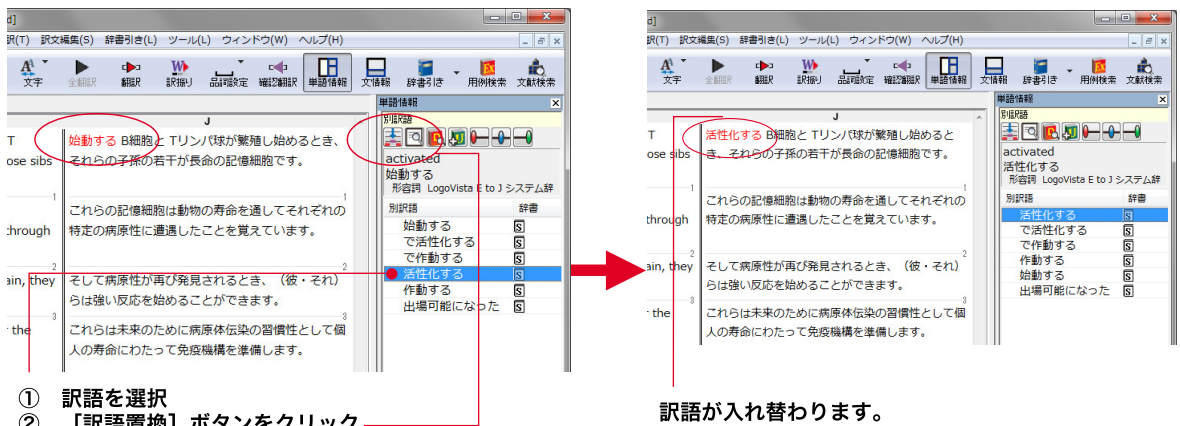 d]
訳(T) 訳文編集(S) 辞書引き(L) ツール(L) ウィンドウ(W) ヘルプ(H)
文字 全翻訳 翻訳 訳振り 品詞設定 確認翻訳 単語情報 文情報 辞書引き 用例検索 文献検索
J
T
ose sibs
始動する B細胞と Tリンパ球が繁殖し始めるとき、
それらの子孫の若干が長命の記憶細胞です。
1
1
through
これらの記憶細胞は動物の寿命を通してそれぞれの
特定の病原性に遭遇したことを覚えています。
2
2
ain, they
そして病原性が再び発見されるとき、（彼・それ）
らは強い反応を始めることができます。
3
3
the
これらは未来のために病原体伝染の習慣性として個
人の寿命にわたって免疫機構を準備します。
単語情報
別訳語
activated
始動する
形容詞 LogoVista E to J システム辞
別訳語 辞書
始動する S
で活性化する S
で作動する S
活性化する S
作動する S
出場可能になった S
① 訳語を選択
② ［訳語置換］ボタンをクリック
d]
訳(T) 訳文編集(S) 辞書引き(L) ツール(L) ウィンドウ(W) ヘルプ(H)
文字 全翻訳 翻訳 訳振り 品詞設定 確認翻訳 単語情報 文情報 辞書引き 用例検索 文献検索
J
T
ose sibs
活性化する B細胞と Tリンパ球が繁殖し始めると
き、それらの子孫の若干が長命の記憶細胞です。
1
1
through
これらの記憶細胞は動物の寿命を通してそれぞれの
特定の病原性に遭遇したことを覚えています。
2
2
ain, they
そして病原性が再び発見されるとき、（彼・それ）
らは強い反応を始めることができます。
3
3
the
これらは未来のために病原体伝染の習慣性として個
人の寿命にわたって免疫機構を準備します。
単語情報
別訳語
activated
活性化する
形容詞 LogoVista E to J システム辞
別訳語 辞書
活性化する S
で活性化する S
で作動する S
作動する S
始動する S
出場可能になった S
訳語が入れ替わります。